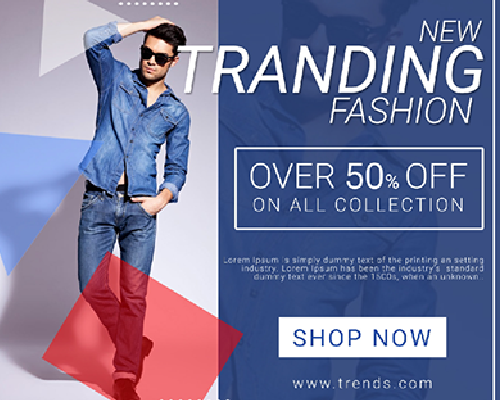 NEW
TRANDING
FASHION
OVER 50% OFF
ON ALL COLLECTION
Lorem Ipsum is simply dummy text of the printing an setting
industry. Lorem Ipsum has been the industry's standard
dummy text ever since the 1500s, when an unknown.
SHOP NOW
www.trends.com